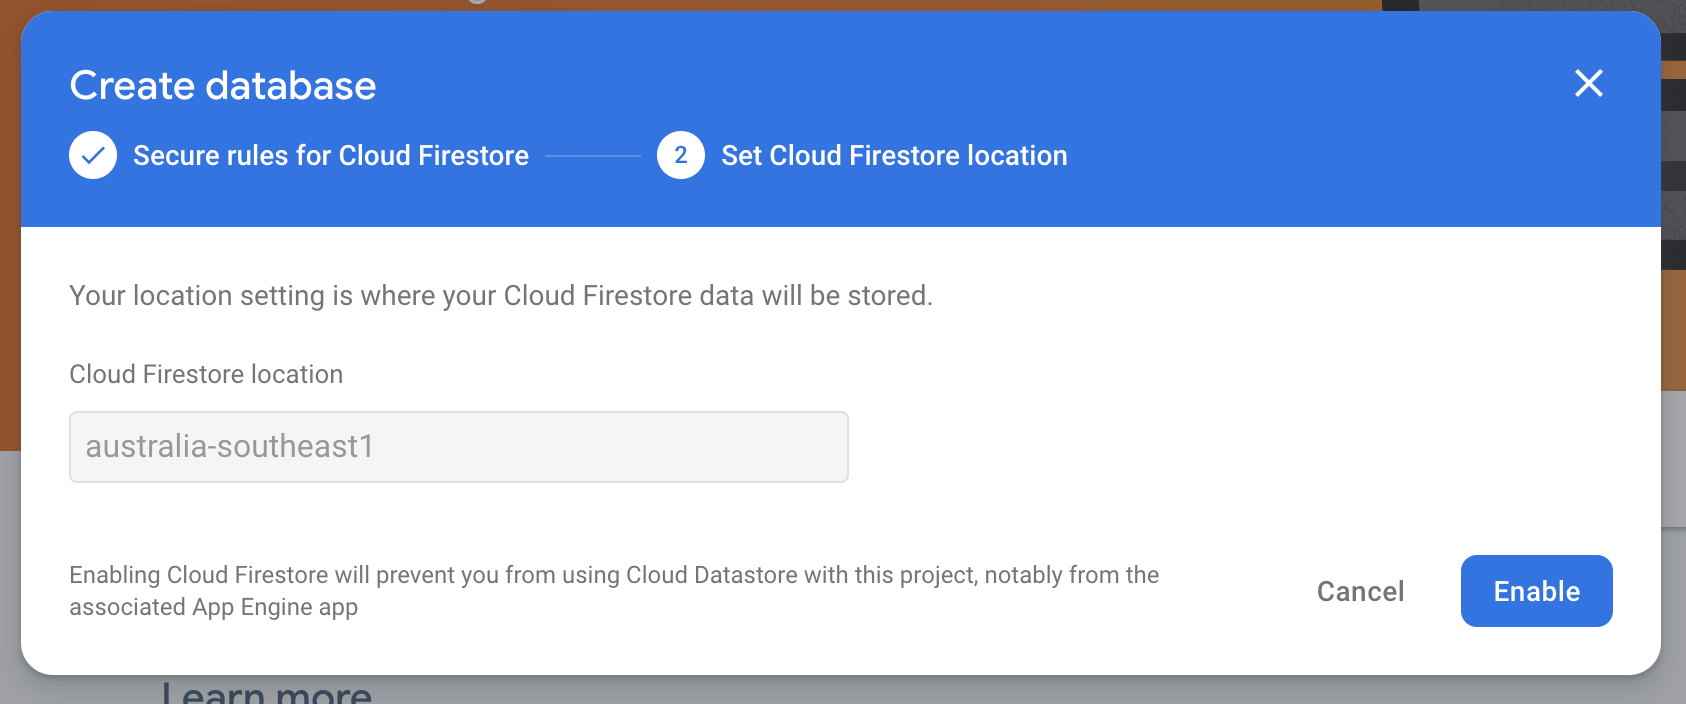 Create database
Secure rules for Cloud Firestore
2 Set Cloud Firestore location
Your location setting is where your Cloud Firestore data will be stored.
Cloud Firestore location
australia-southeast1
Enabling Cloud Firestore will prevent you from using Cloud Datastore with this project, notably from the
associated App Engine app
Cancel
Enable
Learn more